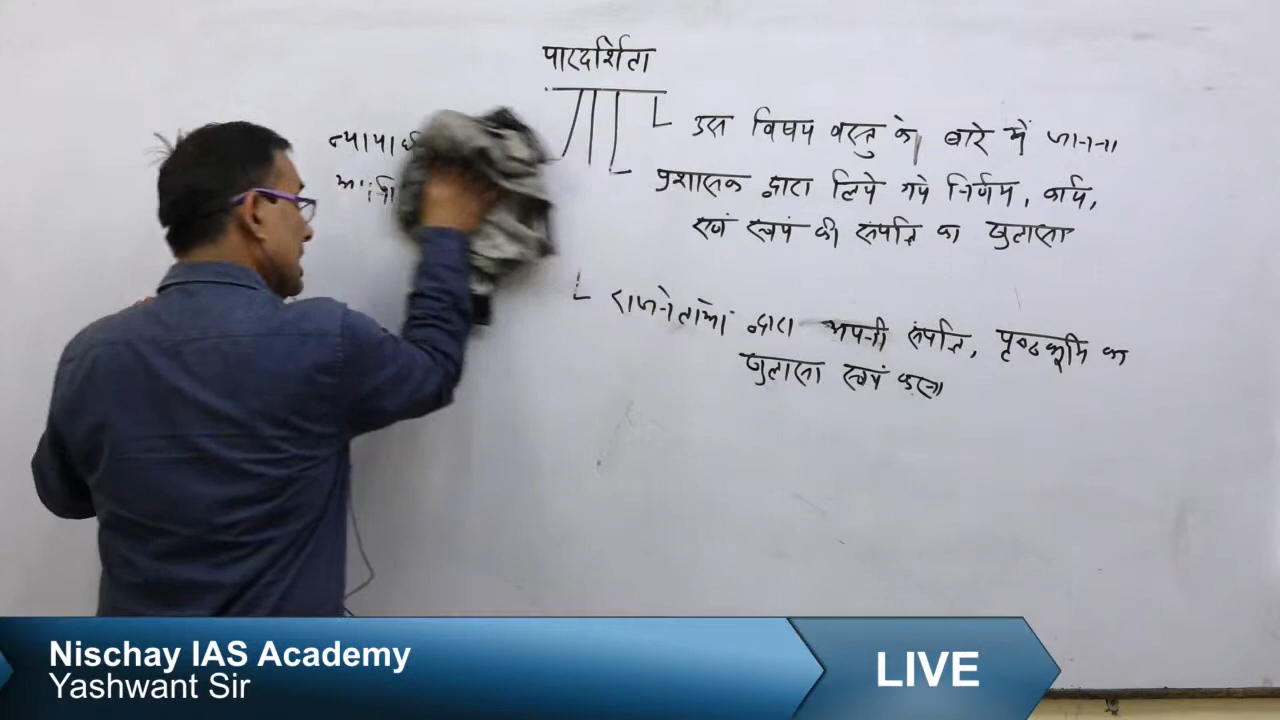 पारदर्शिता
उस विषय वस्तु के बारे में जानना
प्रशासक द्वारा लिये गये निर्णय, कार्य,
एवं स्वयं की संपत्ति का खुलासा
राजनेताओं द्वारा अपनी संपत्ति, पृष्ठभूमि का
खुलासा स्वयं करना
Nischay IAS Academy
Yashwant Sir
LIVE